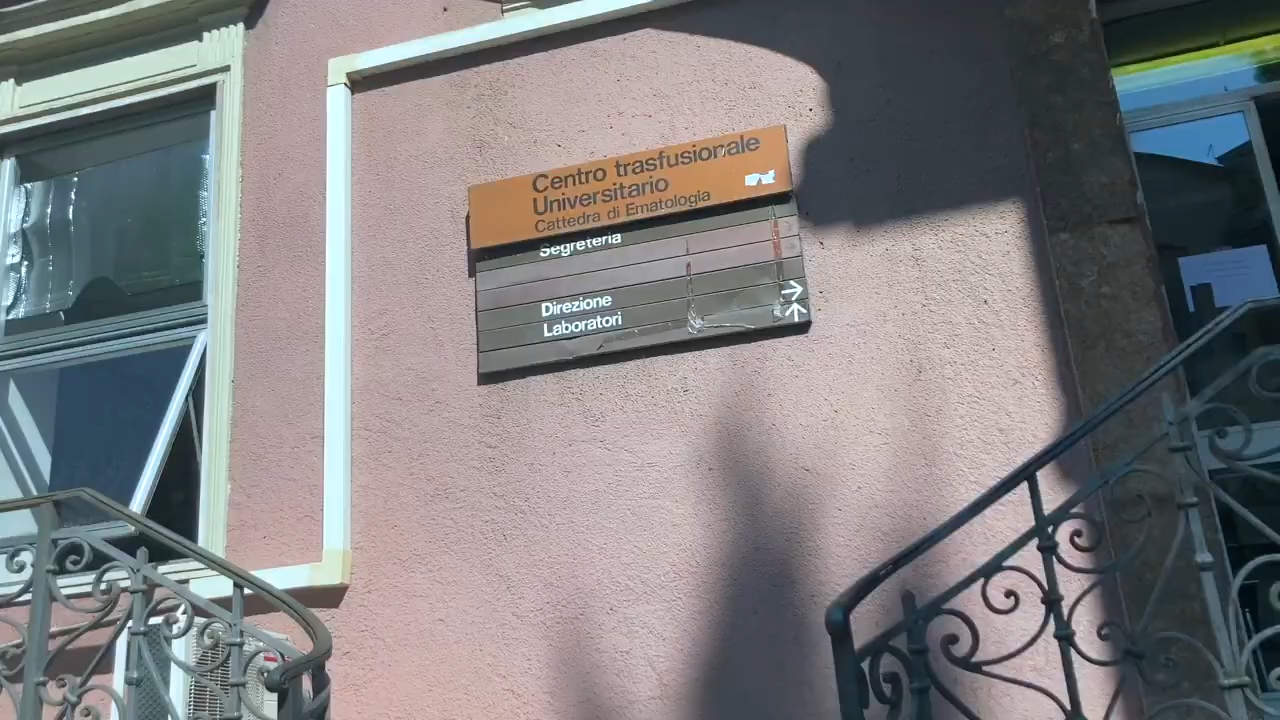 Centro trasfusionale
Universitario
Cattedra di Ematologia
Segreteria
Direzione →
Laboratori ↑